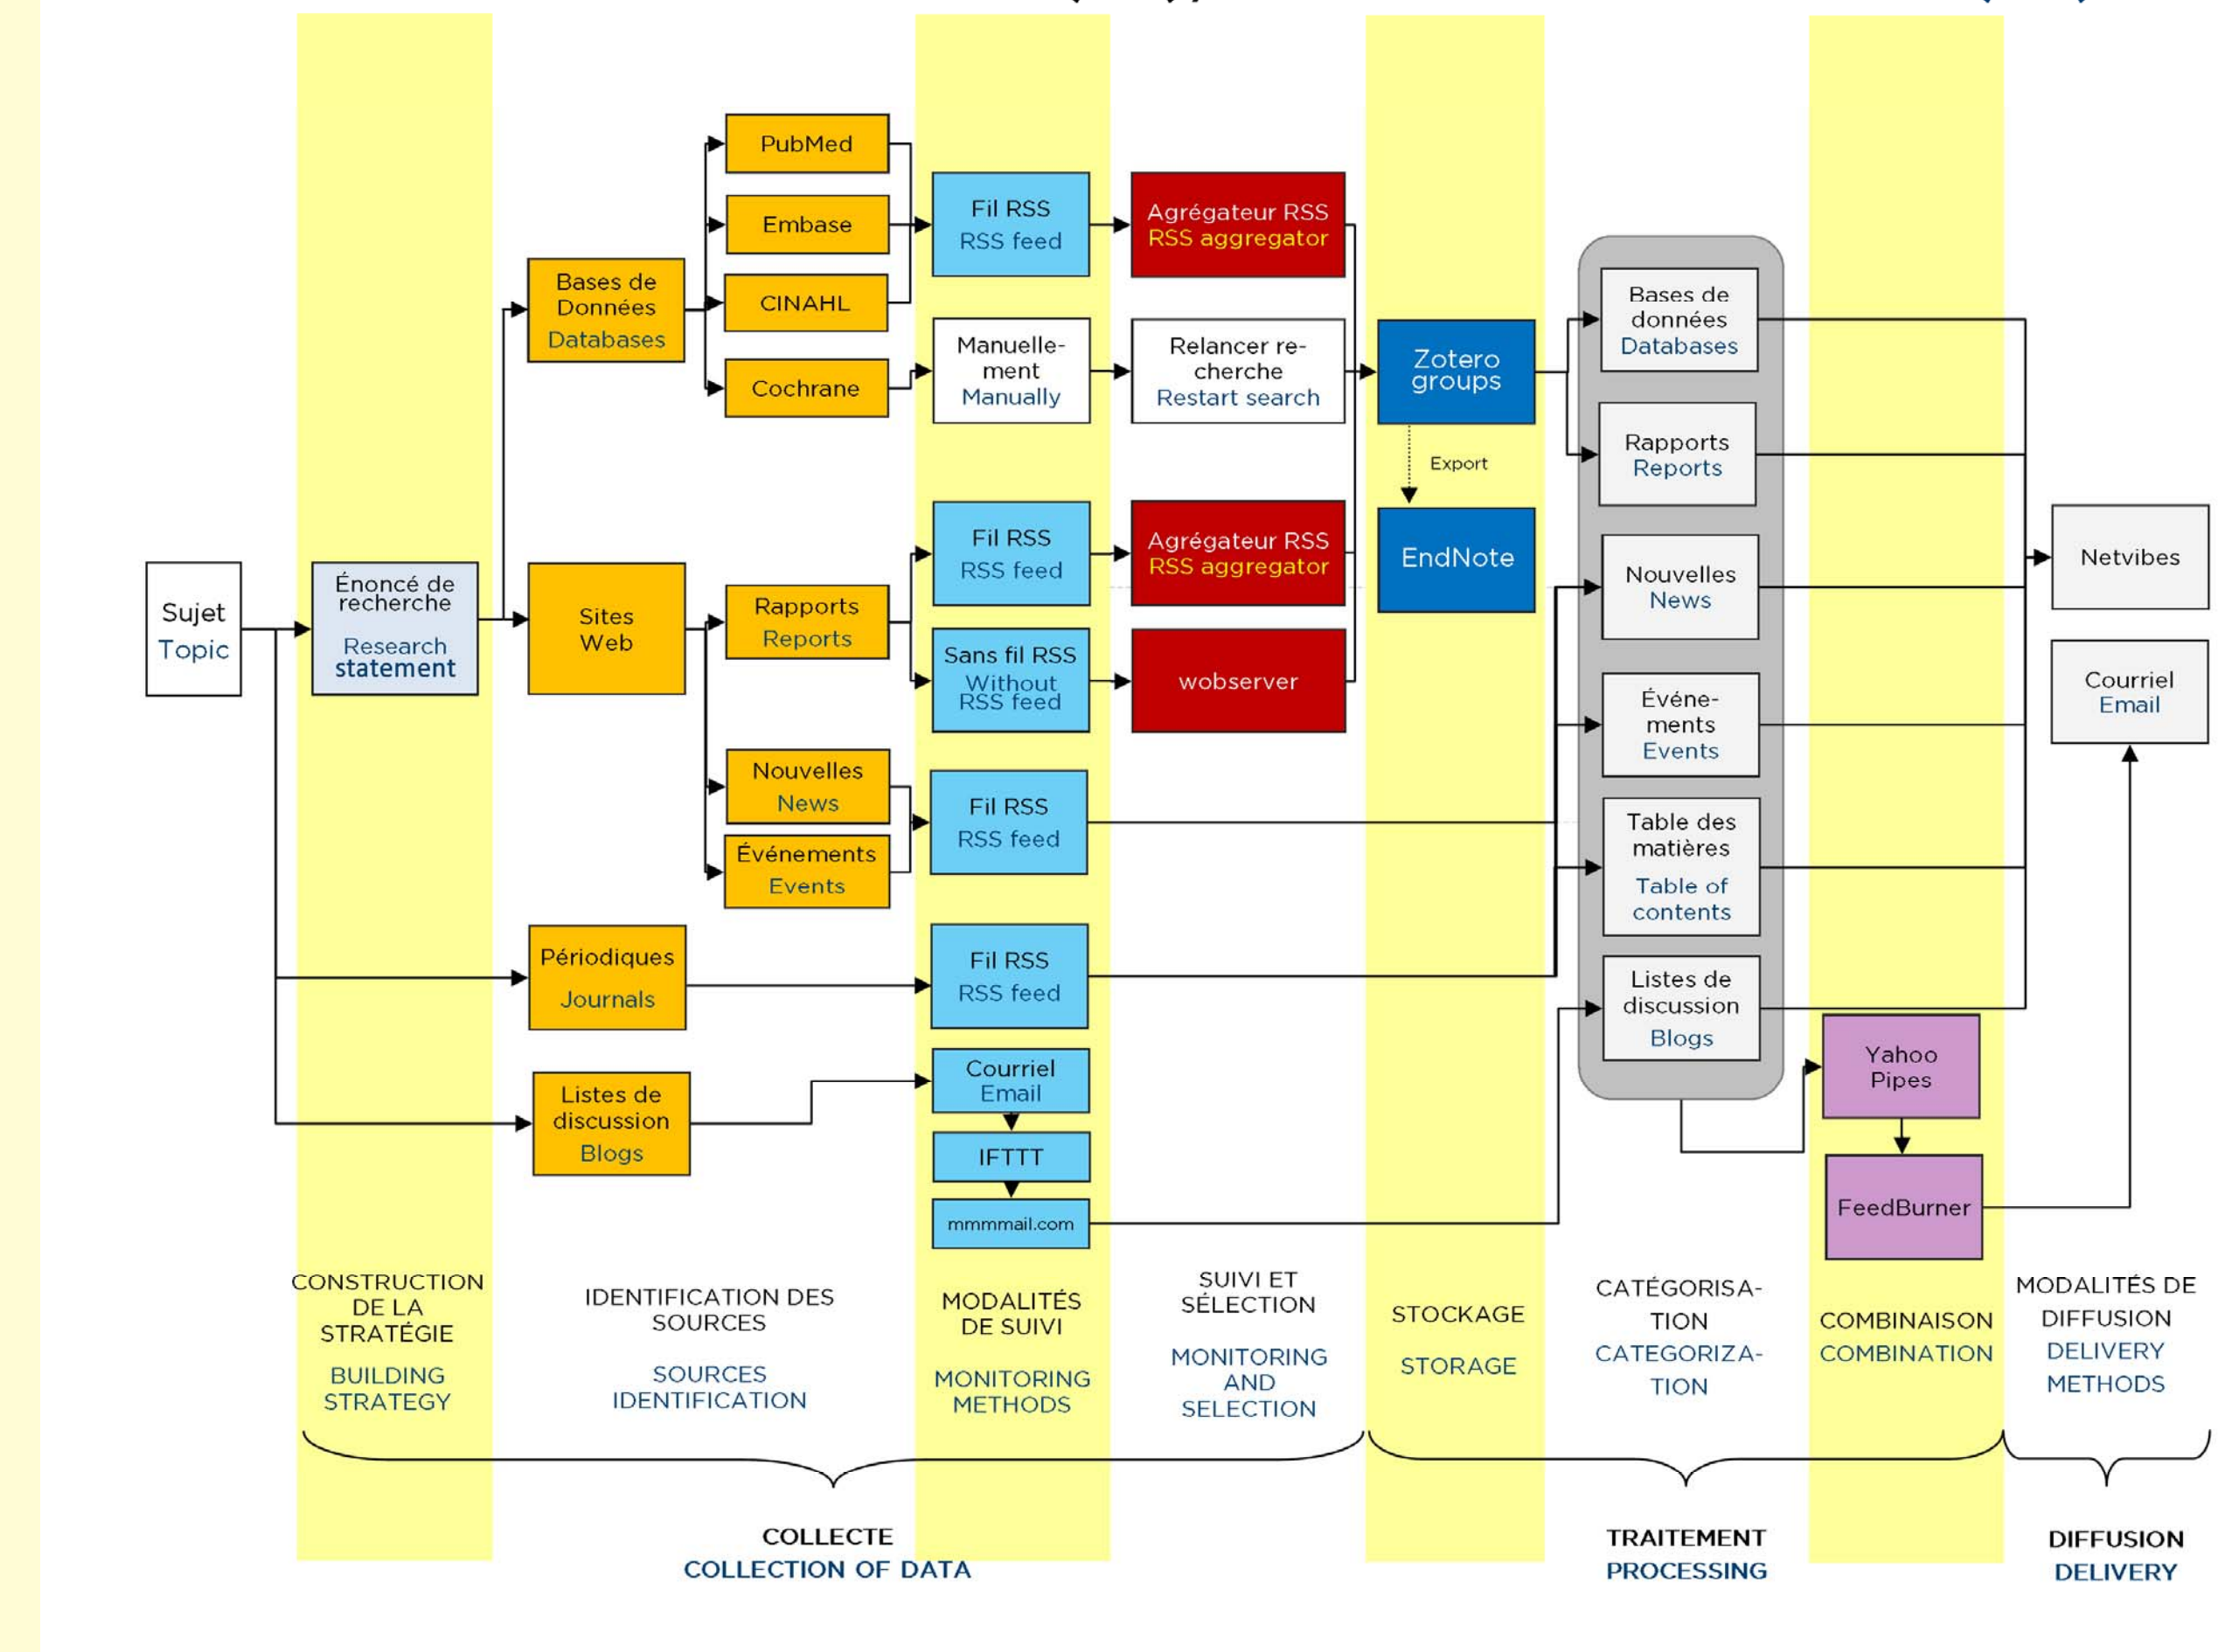 PubMed
Embase
CINAHL
Cochrane
Bases de
Données
Databases
Fil RSS
RSS feed
Agrégateur RSS
RSS aggregator
Manuelle-
ment
Manually
Relancer re-
cherche
Restart search
Zotero
groups
Export
EndNote
Bases de
données
Databases
Rapports
Reports
Nouvelles
News
Événe-
ments
Events
Table des
matières
Table of
contents
Listes de
discussion
Blogs
Netvibes
Courriel
Email
Sujet
Topic
Énoncé de
recherche
Research
statement
Sites
Web
Rapports
Reports
Fil RSS
RSS feed
Agrégateur RSS
RSS aggregator
Sans fil RSS
Without
RSS feed
wobserver
Nouvelles
News
Événements
Events
Fil RSS
RSS feed
Périodiques
Journals
Fil RSS
RSS feed
Listes de
discussion
Blogs
Courriel
Email
IFTTT
mmmmail.com
Yahoo
Pipes
FeedBurner
CONSTRUCTION
DE LA
STRATÉGIE
BUILDING
STRATEGY
IDENTIFICATION DES
SOURCES
SOURCES
IDENTIFICATION
MODALITÉS
DE SUIVI
MONITORING
METHODS
SUIVI ET
SÉLECTION
MONITORING
AND
SELECTION
STOCKAGE
STORAGE
CATÉGORISA-
TION
CATEGORIZA-
TION
COMBINAISON
COMBINATION
MODALITÉS DE
DIFFUSION
DELIVERY
METHODS
COLLECTE
COLLECTION OF DATA
TRAITEMENT
PROCESSING
DIFFUSION
DELIVERY